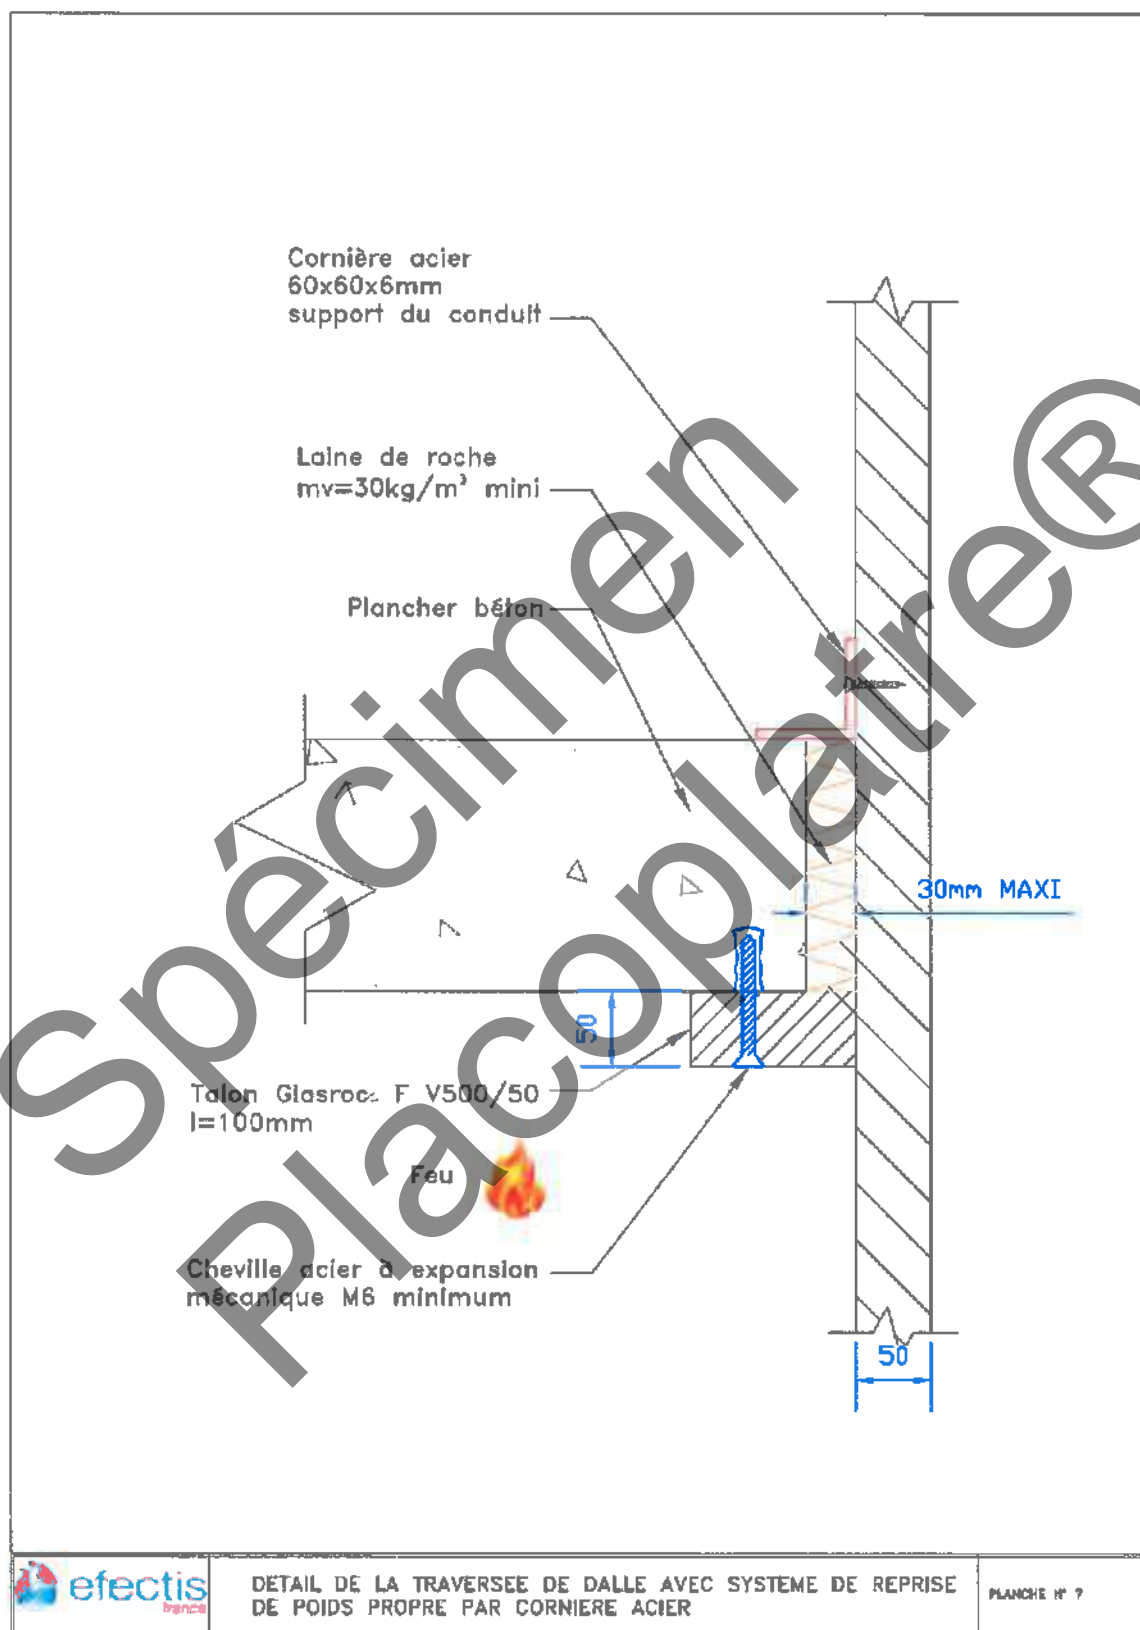 Cornière acier
60x60x6mm
support du conduit
Laine de roche
mv=30kg/m³ mini
Plancher béton
30mm MAXI
50
Talon Glasroc F V500/50
l=100mm
Feu
Cheville acier à expansion
mécanique M6 minimum
50
Spécimen
Placoplatre®
efectis
france
DETAIL DE LA TRAVERSEE DE DALLE AVEC SYSTEME DE REPRISE
DE POIDS PROPRE PAR CORNIERE ACIER
PLANCHE N° 7